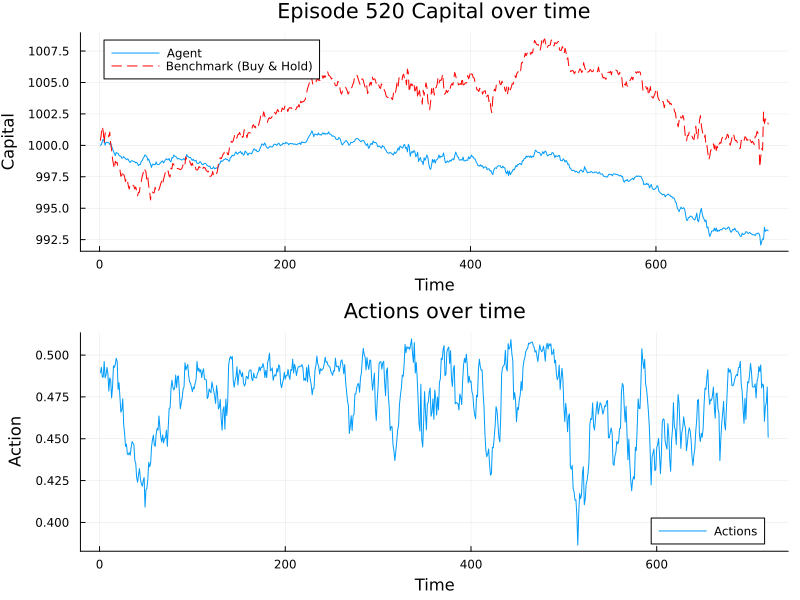 Episode 520 Capital over time
Agent
Benchmark (Buy & Hold)
Capital
1007.5
1005.0
1002.5
1000.0
997.5
995.0
992.5
0
200
400
600
Time
Actions over time
Action
0.500
0.475
0.450
0.425
0.400
Actions
0
200
400
600
Time